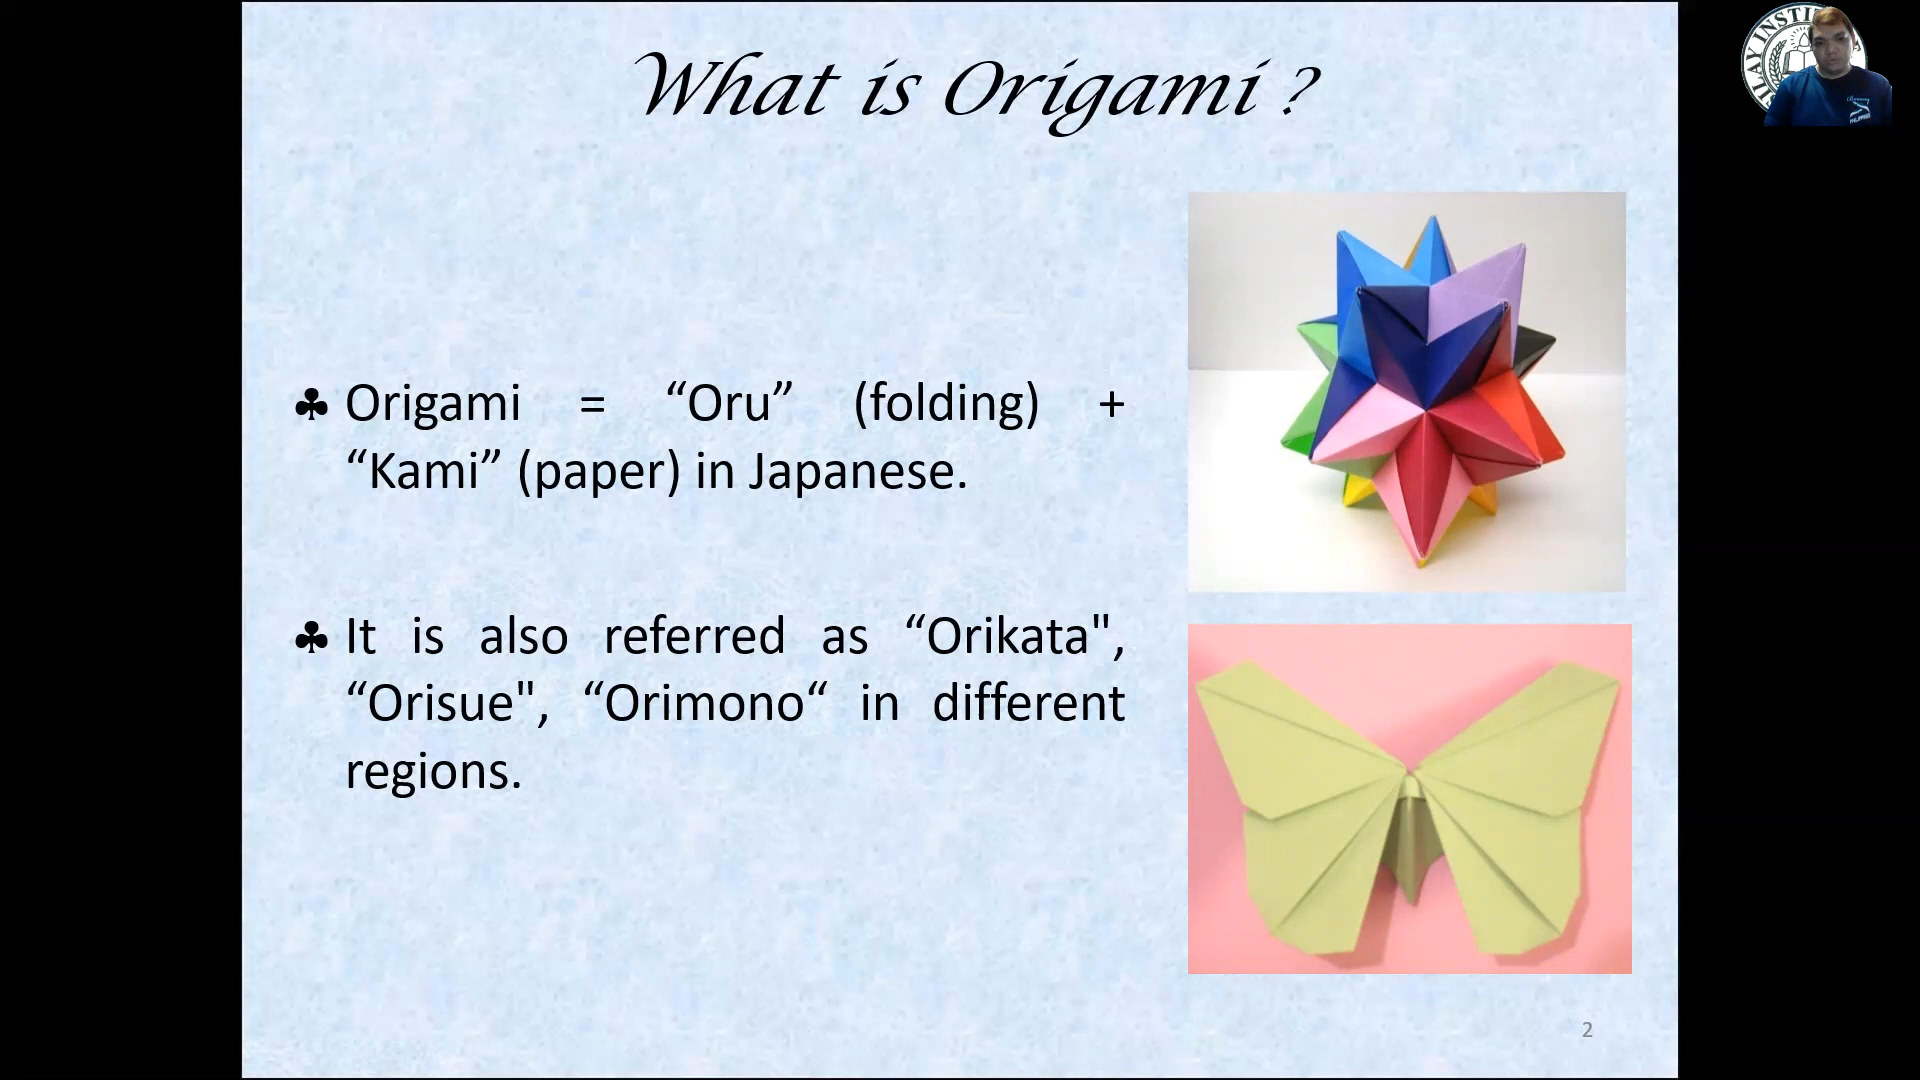 What is Origami ?
♣ Origami = “Oru” (folding) +
“Kami” (paper) in Japanese.
♣ It is also referred as “Orikata",
“Orisue", “Orimono“ in different
regions.
2